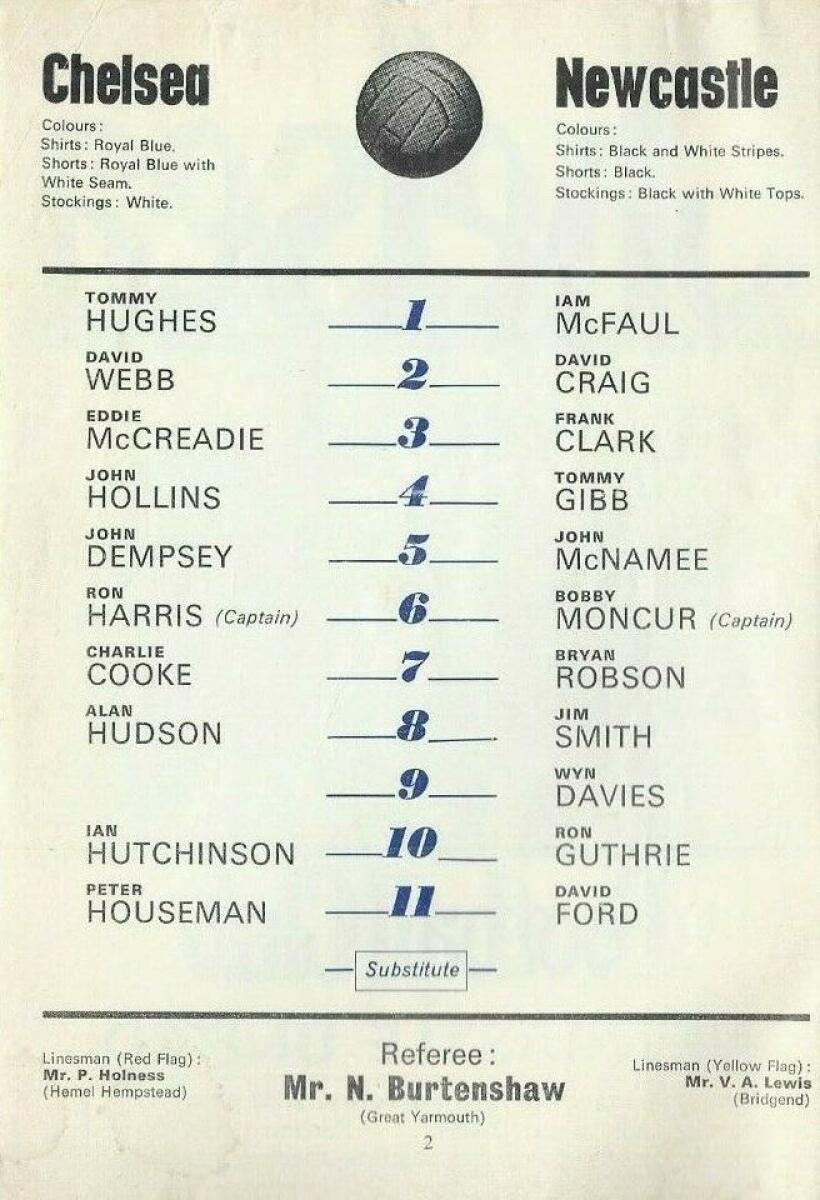 Chelsea
Colours:
Shirts: Royal Blue.
Shorts: Royal Blue with
White Seam.
Stockings: White.
Newcastle
Colours:
Shirts: Black and White Stripes.
Shorts: Black.
Stockings: Black with White Tops.
TOMMY
HUGHES
1
IAM
McFAUL
DAVID
WEBB
2
DAVID
CRAIG
EDDIE
McCREADIE
3
FRANK
CLARK
JOHN
HOLLINS
4
TOMMY
GIBB
JOHN
DEMPSEY
5
JOHN
McNAMEE
RON
HARRIS (Captain)
6
BOBBY
MONCUR (Captain)
CHARLIE
COOKE
7
BRYAN
ROBSON
ALAN
HUDSON
8
JIM
SMITH
9
WYN
DAVIES
IAN
HUTCHINSON
10
RON
GUTHRIE
PETER
HOUSEMAN
11
DAVID
FORD
Substitute
Linesman (Red Flag):
Mr. P. Holness
(Hemel Hempstead)
Referee:
Mr. N. Burtenshaw
(Great Yarmouth)
Linesman (Yellow Flag):
Mr. V. A. Lewis
(Bridgend)
2